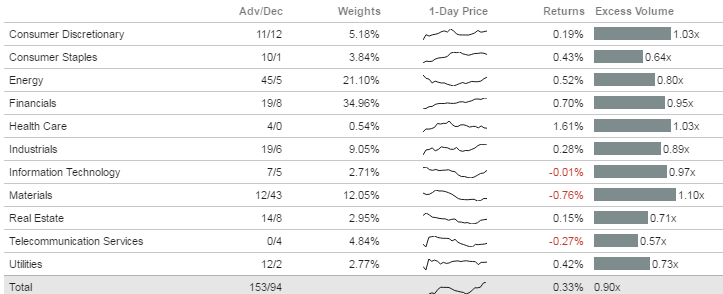 Adv/Dec Weights 1-Day Price Returns Excess Volume
Consumer Discretionary 11/12 5.18% 0.19% 1.03x
Consumer Staples 10/1 3.84% 0.43% 0.64x
Energy 45/5 21.10% 0.52% 0.80x
Financials 19/8 34.96% 0.70% 0.95x
Health Care 4/0 0.54% 1.61% 1.03x
Industrials 19/6 9.05% 0.28% 0.89x
Information Technology 7/5 2.71% -0.01% 0.97x
Materials 12/43 12.05% -0.76% 1.10x
Real Estate 14/8 2.95% 0.15% 0.71x
Telecommunication Services 0/4 4.84% -0.27% 0.57x
Utilities 12/2 2.77% 0.42% 0.73x
Total 153/94 0.33% 0.90x